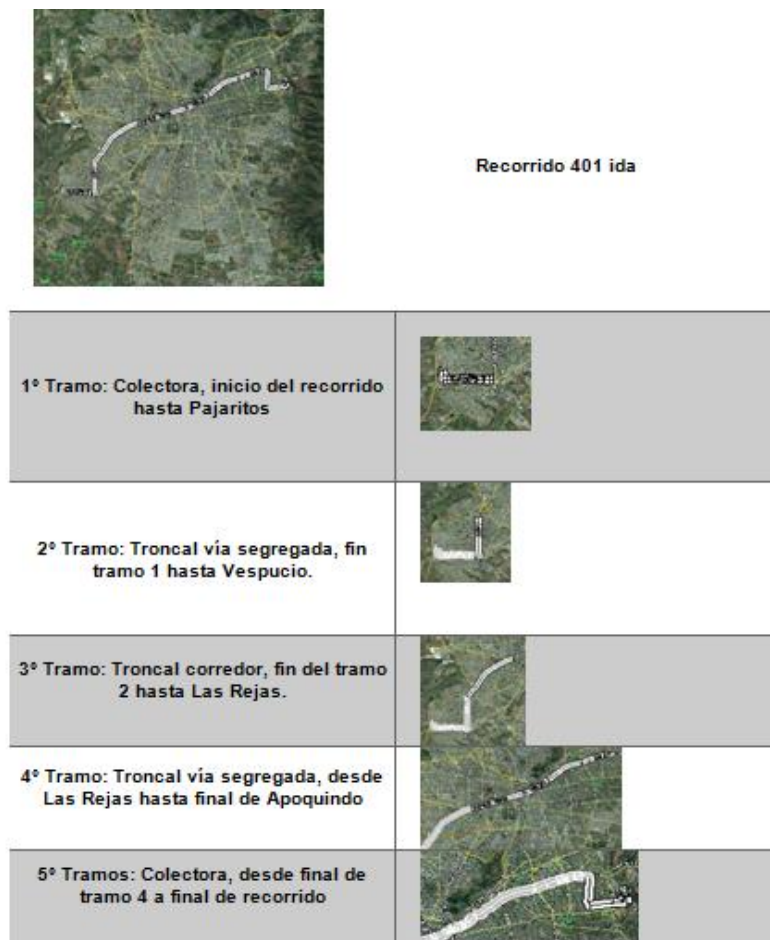 Recorrido 401 ida
1º Tramo: Colectora, inicio del recorrido
hasta Pajaritos
2º Tramo: Troncal vía segregada, fin
tramo 1 hasta Vespucio.
3º Tramo: Troncal corredor, fin del tramo
2 hasta Las Rejas.
4º Tramo: Troncal vía segregada, desde
Las Rejas hasta final de Apoquindo
5º Tramos: Colectora, desde final de
tramo 4 a final de recorrido